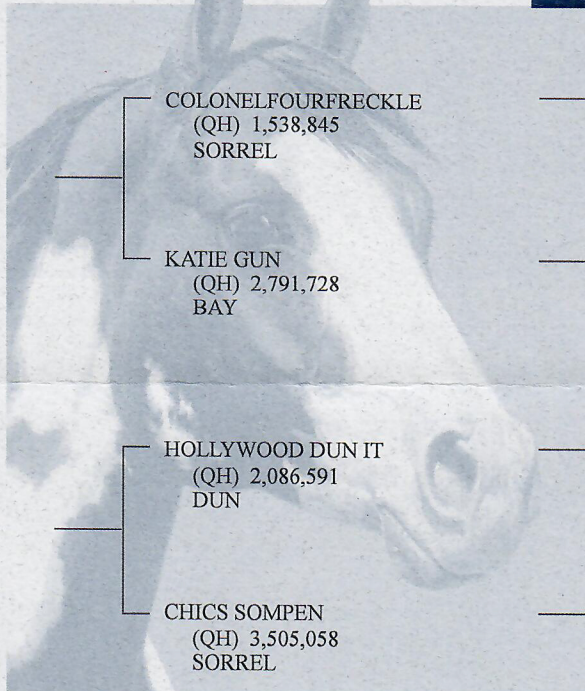 COLONELFOURFRECKLE
(QH) 1,538,845
SORREL
KATIE GUN
(QH) 2,791,728
BAY
HOLLYWOOD DUN IT
(QH) 2,086,591
DUN
CHICS SOMPEN
(QH) 3,505,058
SORREL